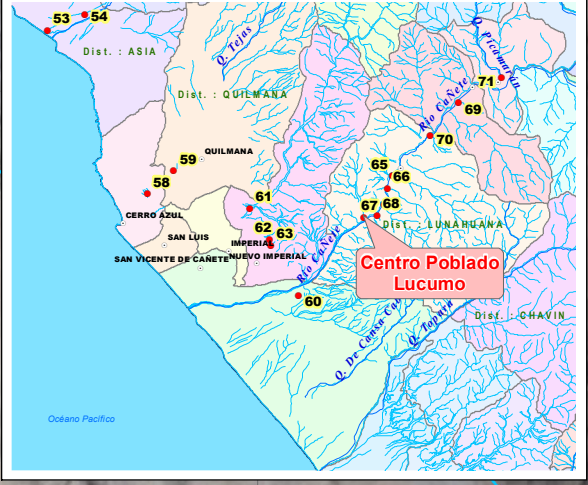 53
54
Dist. : ASIA
Q. Tejas
Q. Picamarán
71
Dist. : QUILMANA
Río Cañete
69
70
QUILMANA
59
65
66
58
61
67
68
CERRO AZUL
62
63
Dist. : LUNAHUANA
SAN LUIS
IMPERIAL
SAN VICENTE DE CAÑETE
NUEVO IMPERIAL
Río Cañete
Centro Poblado
Lucumo
60
Q. De Cansa Cab
Q. Topara
Dist. : CHAVIN
Océano Pacífico